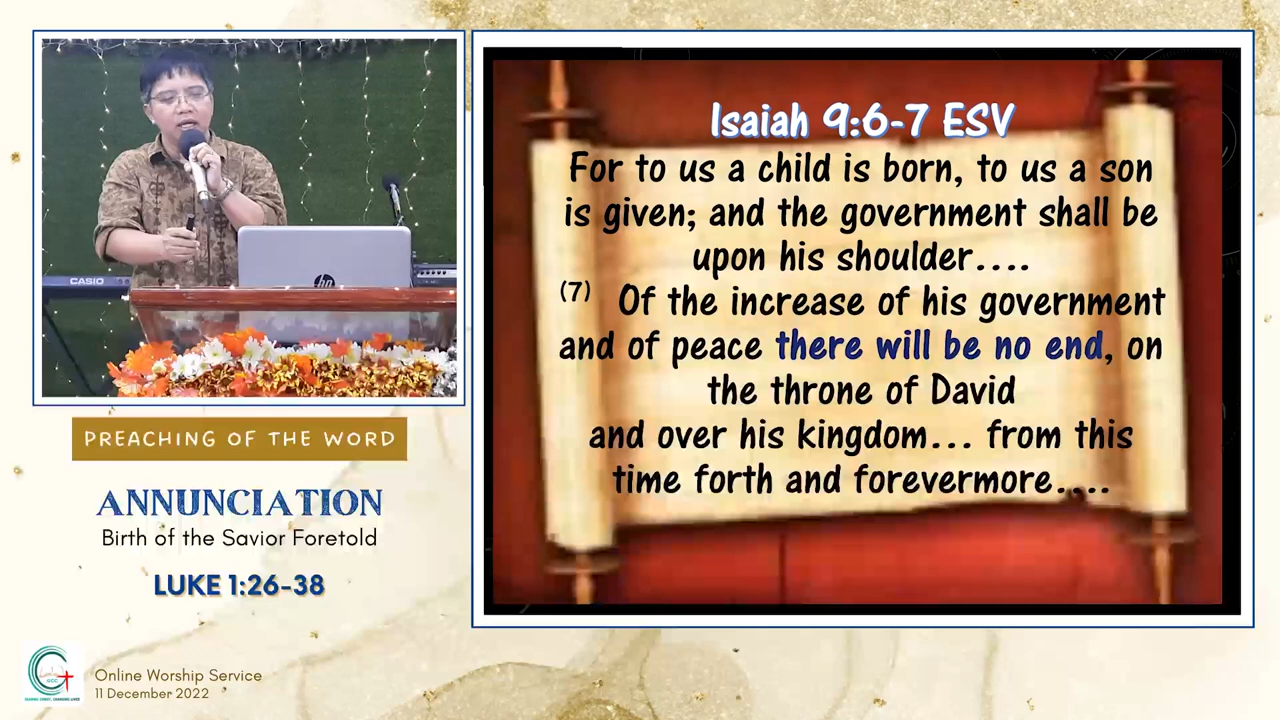 Isaiah 9:6-7 ESV
For to us a child is born, to us a son
is given; and the government shall be
upon his shoulder....
(7) Of the increase of his government
and of peace there will be no end, on
the throne of David
and over his kingdom... from this
time forth and forevermore....
CASIO
hp
PREACHING OF THE WORD
ANNUNCIATION
Birth of the Savior Foretold
LUKE 1:26-38
Online Worship Service
11 December 2022